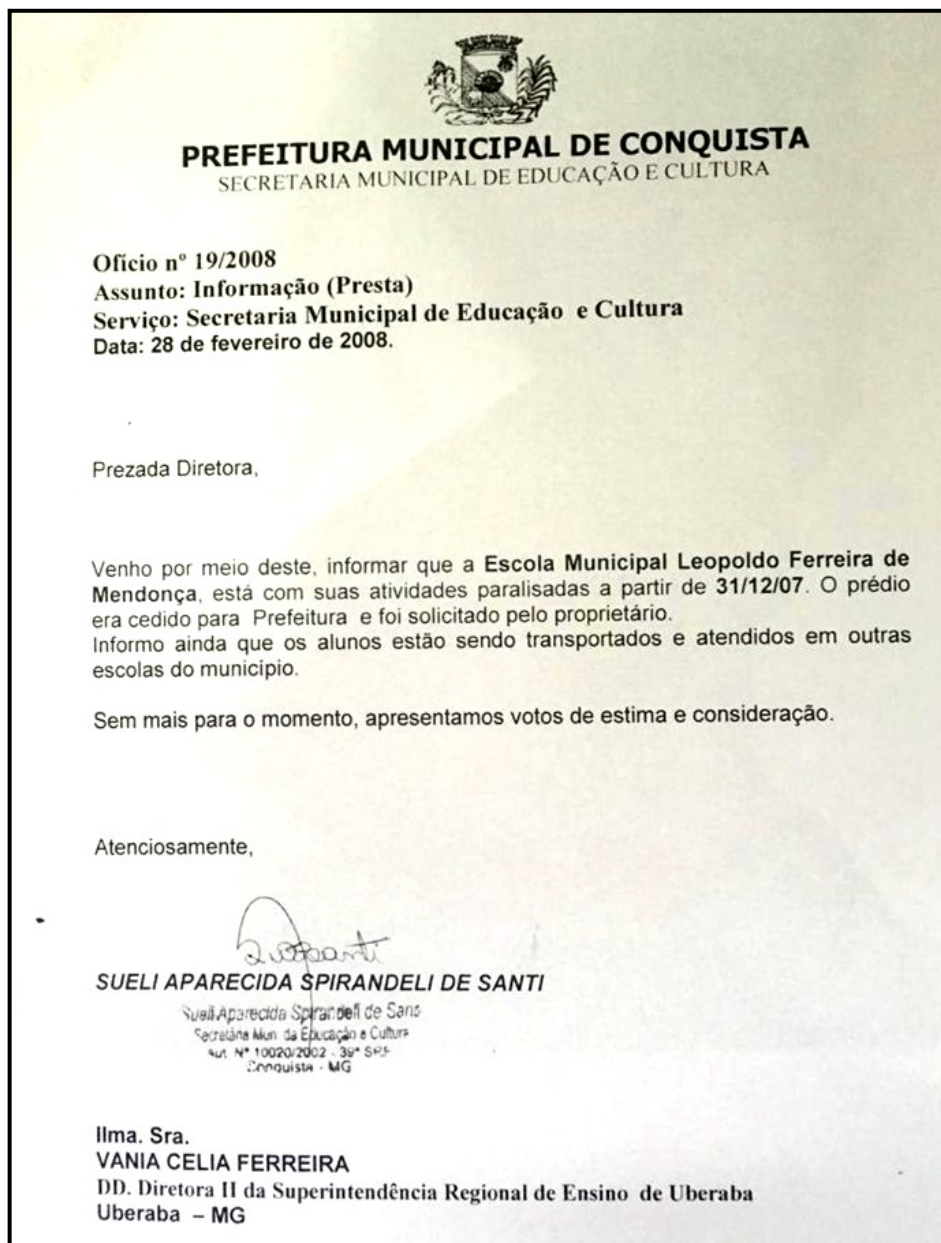 PREFEITURA MUNICIPAL DE CONQUISTA
SECRETARIA MUNICIPAL DE EDUCAÇÃO E CULTURA
Ofício nº 19/2008
Assunto: Informação (Presta)
Serviço: Secretaria Municipal de Educação e Cultura
Data: 28 de fevereiro de 2008.
Prezada Diretora,
Venho por meio deste, informar que a Escola Municipal Leopoldo Ferreira de
Mendonça, está com suas atividades paralisadas a partir de 31/12/07. O prédio
era cedido para Prefeitura e foi solicitado pelo proprietário.
Informo ainda que os alunos estão sendo transportados e atendidos em outras
escolas do município.
Sem mais para o momento, apresentamos votos de estima e consideração.
Atenciosamente,
SUELI APARECIDA SPIRANDELI DE SANTI
Sueli Aparecida Spirandeli de Santi
Secretária Mun. da Educação e Cultura
Aut. Nº 10020/2002 - 39ª
Conquista - MG
Ilma. Sra.
VANIA CELIA FERREIRA
DD. Diretora II da Superintendência Regional de Ensino de Uberaba
Uberaba – MG